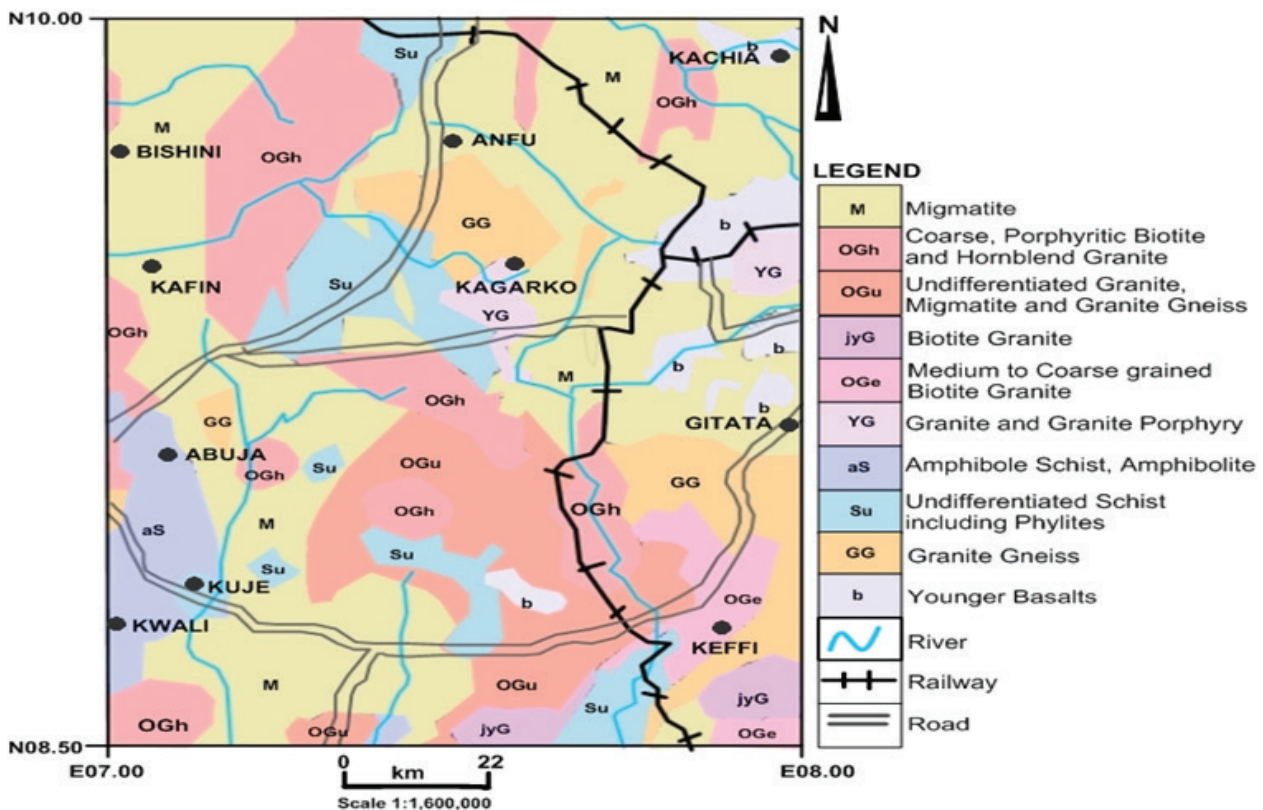 N10.00
N
Su
KACHIA
b
M
OGh
M
ANFU
BISHINI
OGh
GG
b
YG
KAFIN
Su
KAGARKO
YG
OGh
b
M
b
OGh
b
GG
GITATA
ABUJA
OGh
Su
OGu
GG
OGh
OGh
M
aS
Su
Su
KUJE
b
OGe
KWALI
KEFFI
M
OGu
jyG
OGh
Su
OGu
jyG
OGe
N08.50
E07.00
E08.00
0 22
km
Scale 1:1,600,000
LEGEND
M Migmatite
OGh Coarse, Porphyritic Biotite
and Hornblend Granite
OGu Undifferentiated Granite,
Migmatite and Granite Gneiss
jyG Biotite Granite
OGe Medium to Coarse grained
Biotite Granite
YG Granite and Granite Porphyry
aS Amphibole Schist, Amphibolite
Su Undifferentiated Schist
including Phylites
GG Granite Gneiss
b Younger Basalts
River
Railway
Road